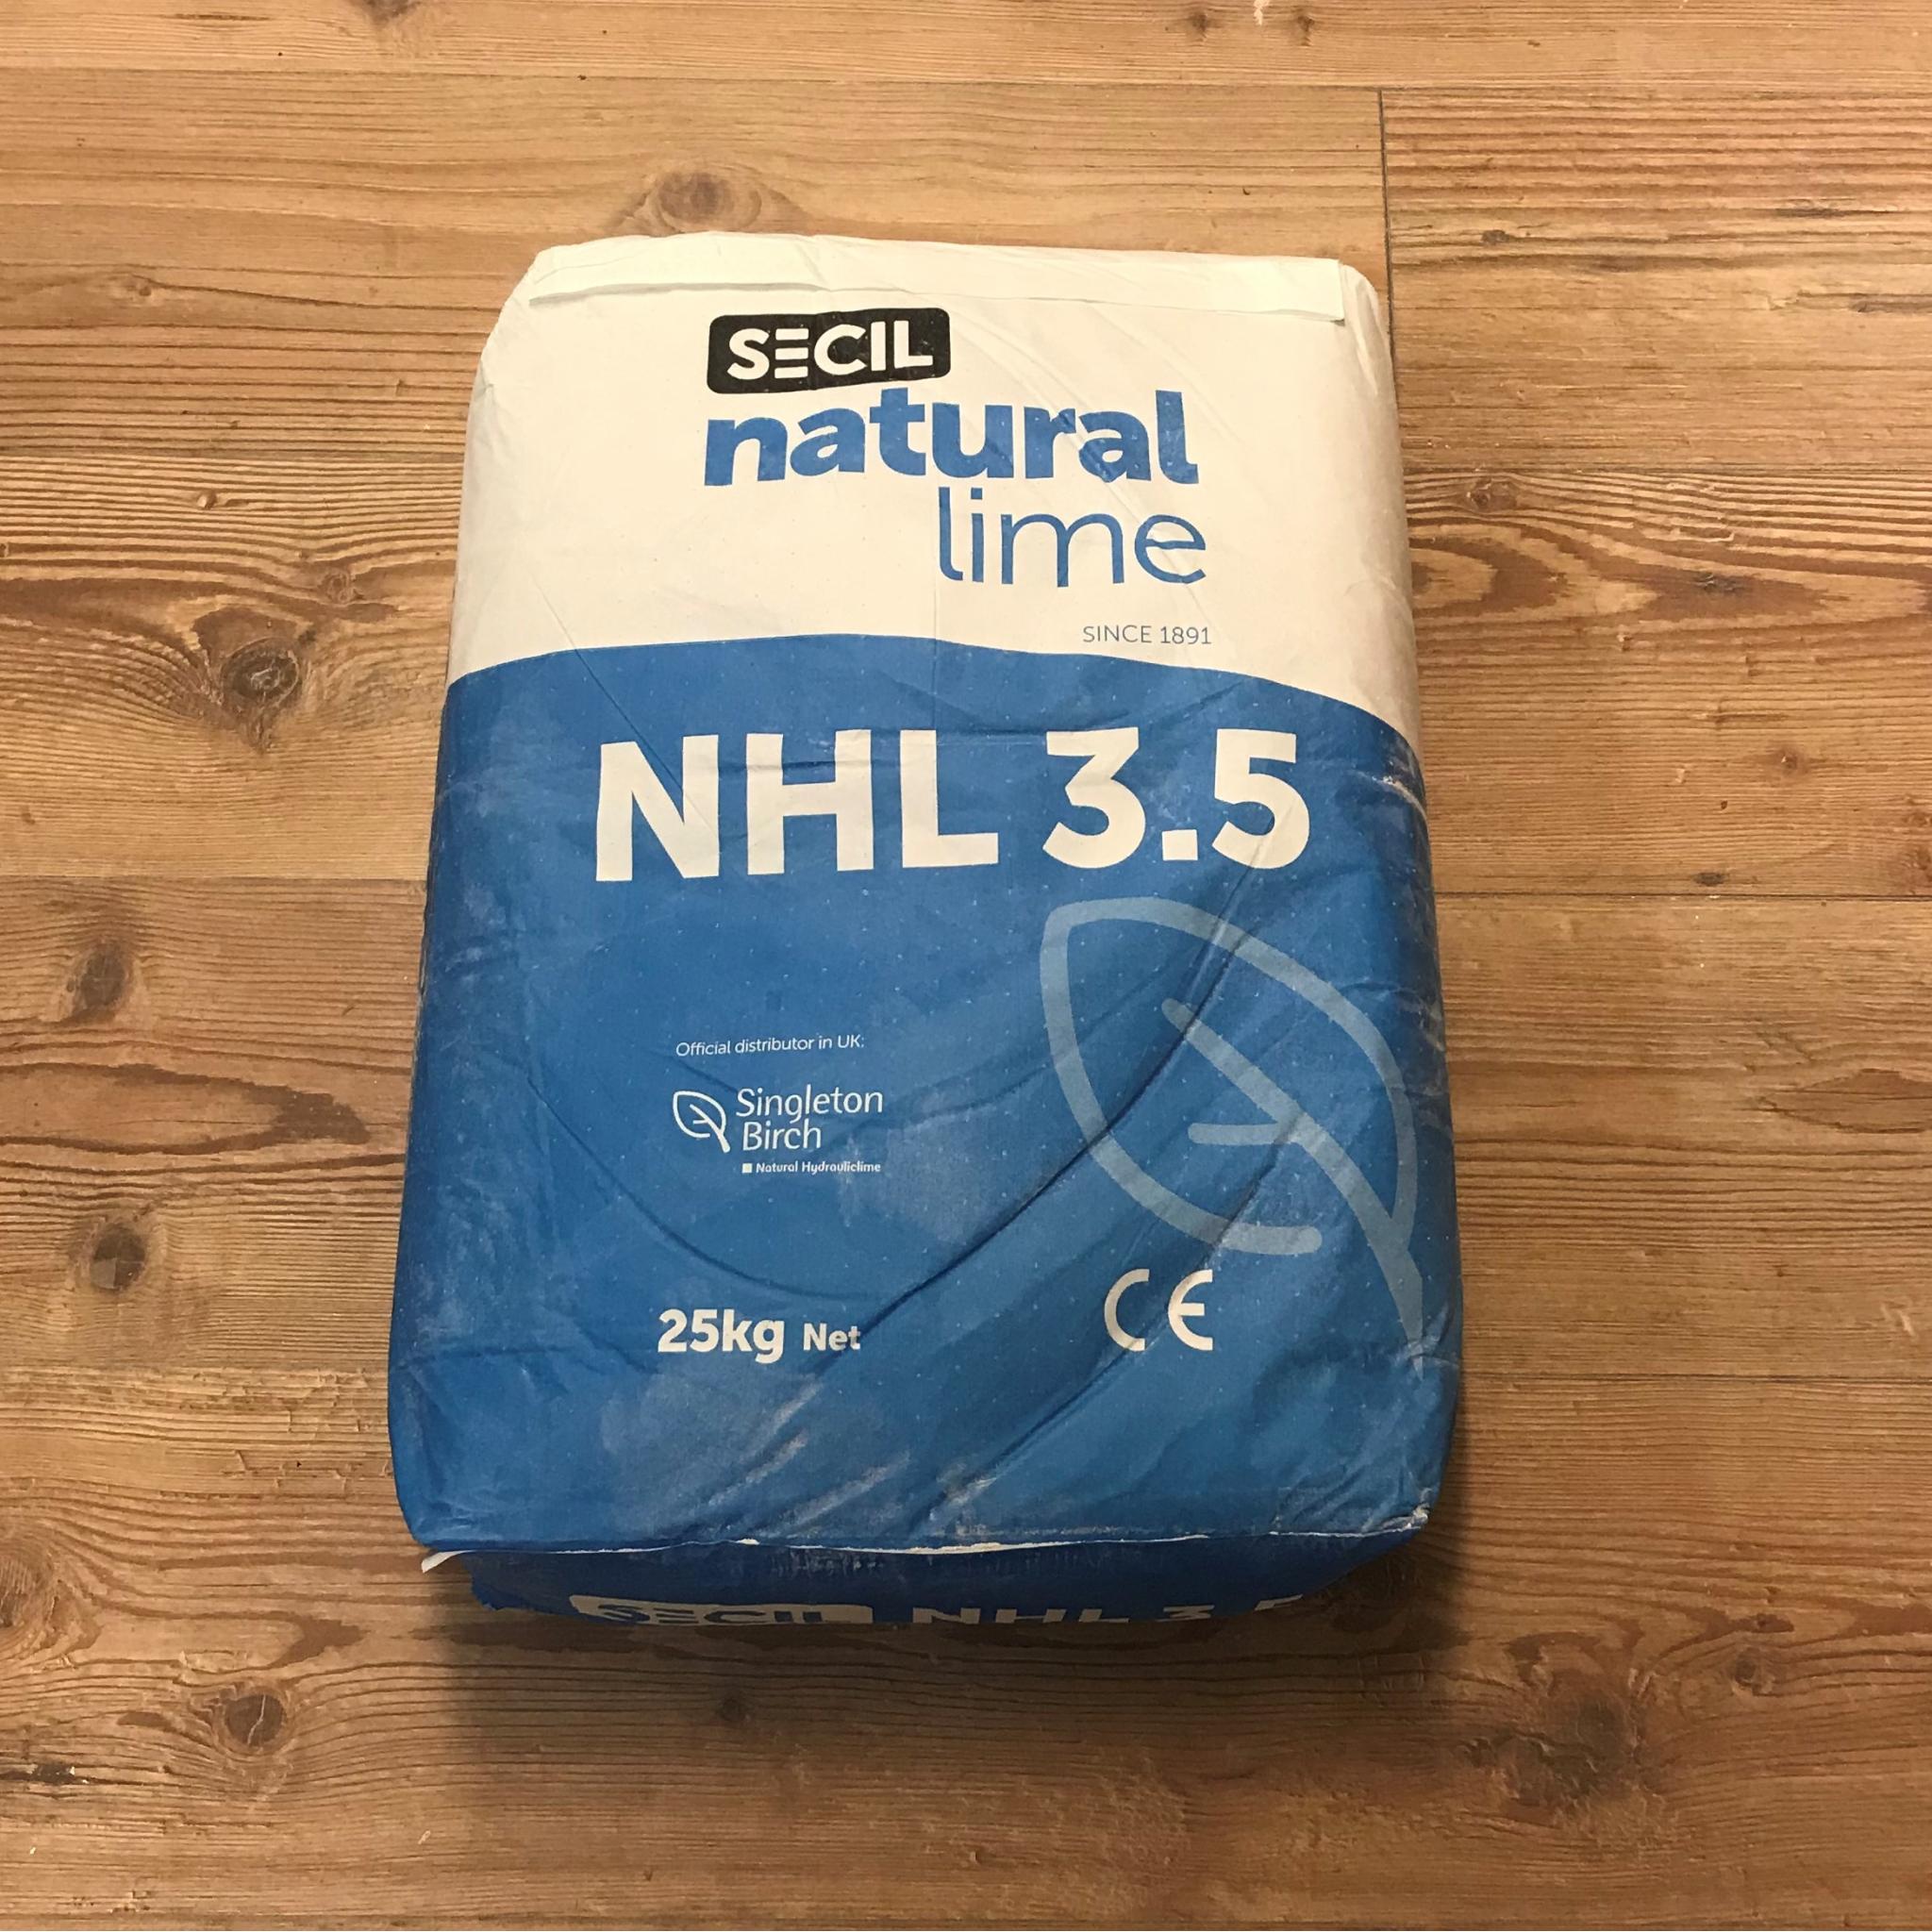 SECIL
natural
lime
SINCE 1891
NHL 3.5
Official distributor in UK:
Singleton
Birch
Natural Hydrauliclime
25kg Net
CE
SECIL NHL 3.5